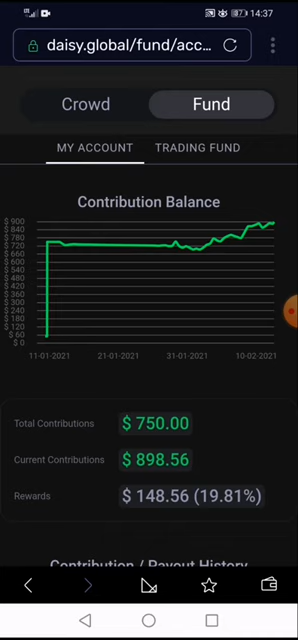 87 14:37
daisy.global/fund/acc...
Crowd Fund
MY ACCOUNT TRADING FUND
Contribution Balance
$ 900
$ 840
$ 780
$ 720
$ 660
$ 600
$ 540
$ 480
$ 420
$ 360
$ 300
$ 240
$ 180
$ 120
$ 60
$ 0
11-01-2021 21-01-2021 31-01-2021 10-02-2021
Total Contributions $ 750.00
Current Contributions $ 898.56
Rewards $ 148.56 (19.81%)
Contribution / Payout History